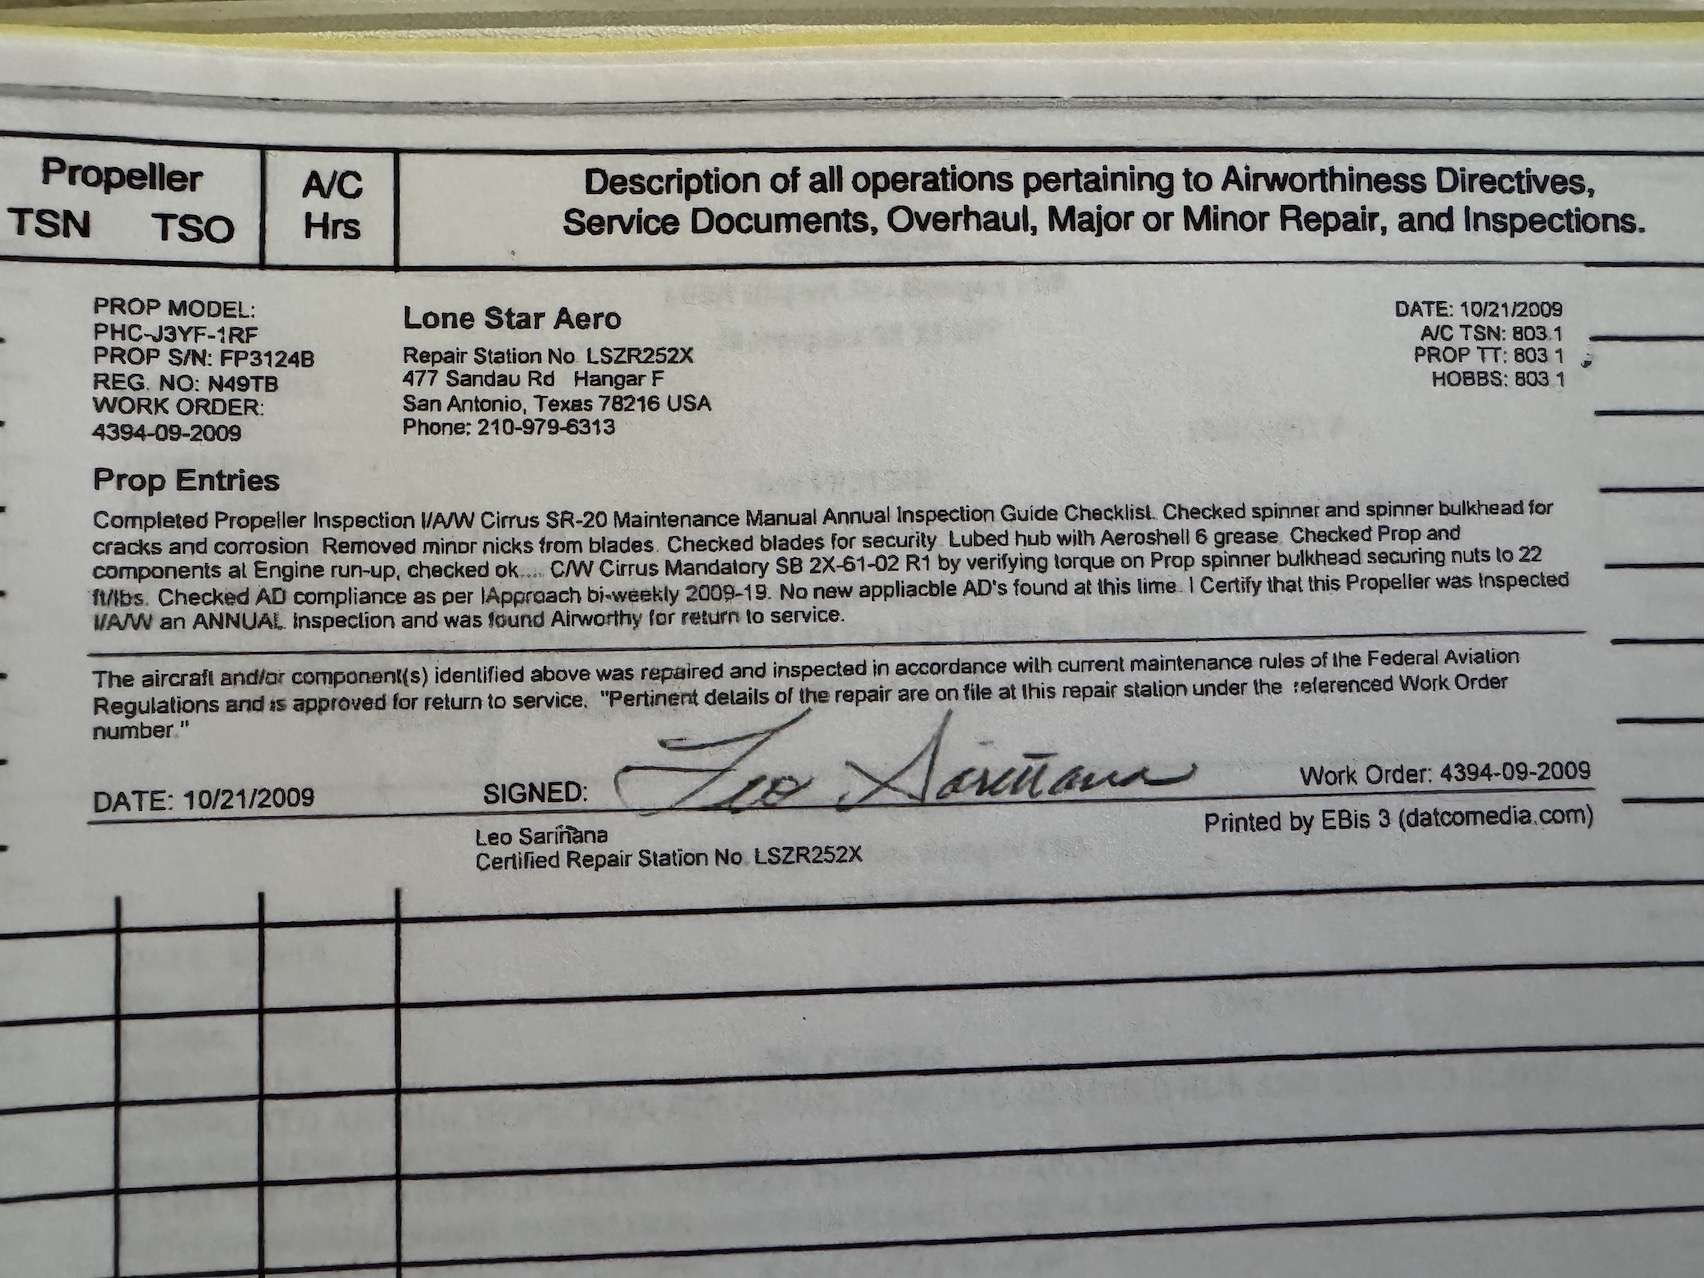 Propeller
TSN TSO
A/C
Hrs
Description of all operations pertaining to Airworthiness Directives,
Service Documents, Overhaul, Major or Minor Repair, and Inspections.
PROP MODEL:
PHC-J3YF-1RF
PROP S/N: FP3124B
REG. NO: N49TB
WORK ORDER:
4394-09-2009
Lone Star Aero
Repair Station No. LSZR252X
477 Sandau Rd Hangar F
San Antonio, Texas 78216 USA
Phone: 210-979-6313
DATE: 10/21/2009
A/C TSN: 803.1
PROP TT: 803.1
HOBBS: 803.1
Prop Entries
Completed Propeller Inspection I/A/W Cirrus SR-20 Maintenance Manual Annual Inspection Guide Checklist. Checked spinner and spinner bulkhead for
cracks and corrosion. Removed minor nicks from blades. Checked blades for security. Lubed hub with Aeroshell 6 grease. Checked Prop and
components at Engine run-up, checked ok.... C/W Cirrus Mandatory SB 2X-61-02 R1 by verifying torque on Prop spinner bulkhead securing nuts to 22
ft/lbs. Checked AD compliance as per IApproach bi-weekly 2009-19. No new appliacble AD's found at this time. I Certify that this Propeller was Inspected
I/A/W an ANNUAL Inspection and was found Airworthy for return to service.
The aircraft and/or component(s) identified above was repaired and inspected in accordance with current maintenance rules of the Federal Aviation
Regulations and is approved for return to service. "Pertinent details of the repair are on file at this repair station under the referenced Work Order
number."
DATE: 10/21/2009
SIGNED: Leo Sariñana
Work Order: 4394-09-2009
Leo Sariñana
Certified Repair Station No. LSZR252X
Printed by EBis 3 (datcomedia.com)